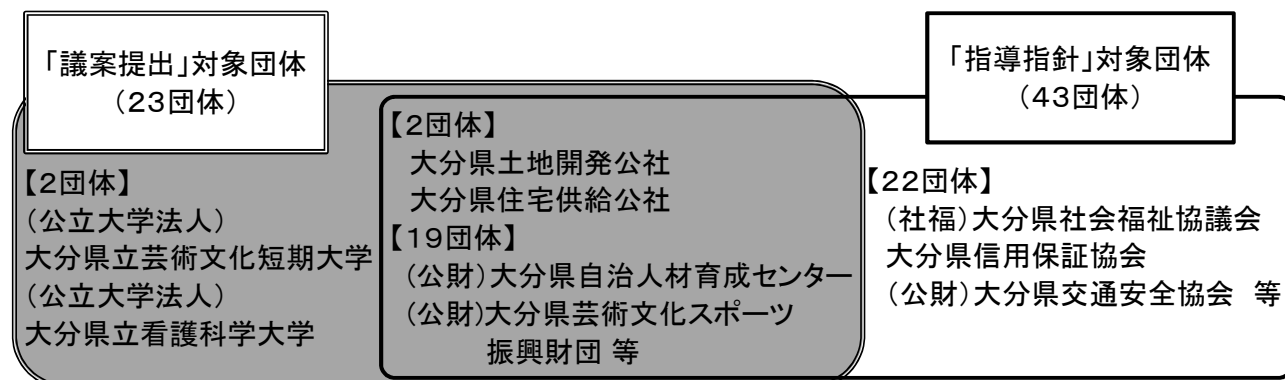 「議案提出」対象団体
（２３団体）
「指導指針」対象団体
（４３団体）
【２団体】
（公立大学法人）
大分県立芸術文化短期大学
（公立大学法人）
大分県立看護科学大学
【２団体】
大分県土地開発公社
大分県住宅供給公社
【１９団体】
（公財）大分県自治人材育成センター
（公財）大分県芸術文化スポーツ
振興財団 等
【２２団体】
（社福）大分県社会福祉協議会
大分県信用保証協会
（公財）大分県交通安全協会　等